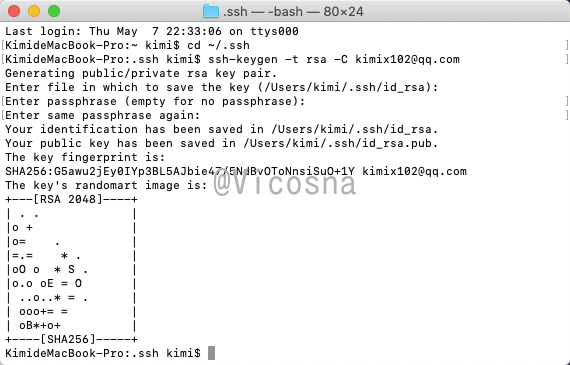 .ssh — -bash — 80×24
Last login: Thu May  7 22:33:06 on ttys000
[KimideMacBook-Pro:~ kimi$ cd ~/.ssh ]
[KimideMacBook-Pro:.ssh kimi$ ssh-keygen -t rsa -C kimix102@qq.com ]
Generating public/private rsa key pair.
Enter file in which to save the key (/Users/kimi/.ssh/id_rsa):
[Enter passphrase (empty for no passphrase): ]
[Enter same passphrase again: ]
Your identification has been saved in /Users/kimi/.ssh/id_rsa.
Your public key has been saved in /Users/kimi/.ssh/id_rsa.pub.
The key fingerprint is:
SHA256:G5awu2jEy0IYp3BL5AJbie47/5NdBvOToNnsiSuO+1Y kimix102@qq.com
The key's randomart image is:
@Vicosna
+---[RSA 2048]----+
| . .             |
|o +              |
|o=    .          |
|=.=    * .       |
|oO o  * S .      |
|o.o oE = O       |
| ..o..* = .      |
| ooo+= =         |
| oB*+o+          |
+----[SHA256]-----+
KimideMacBook-Pro:.ssh kimi$